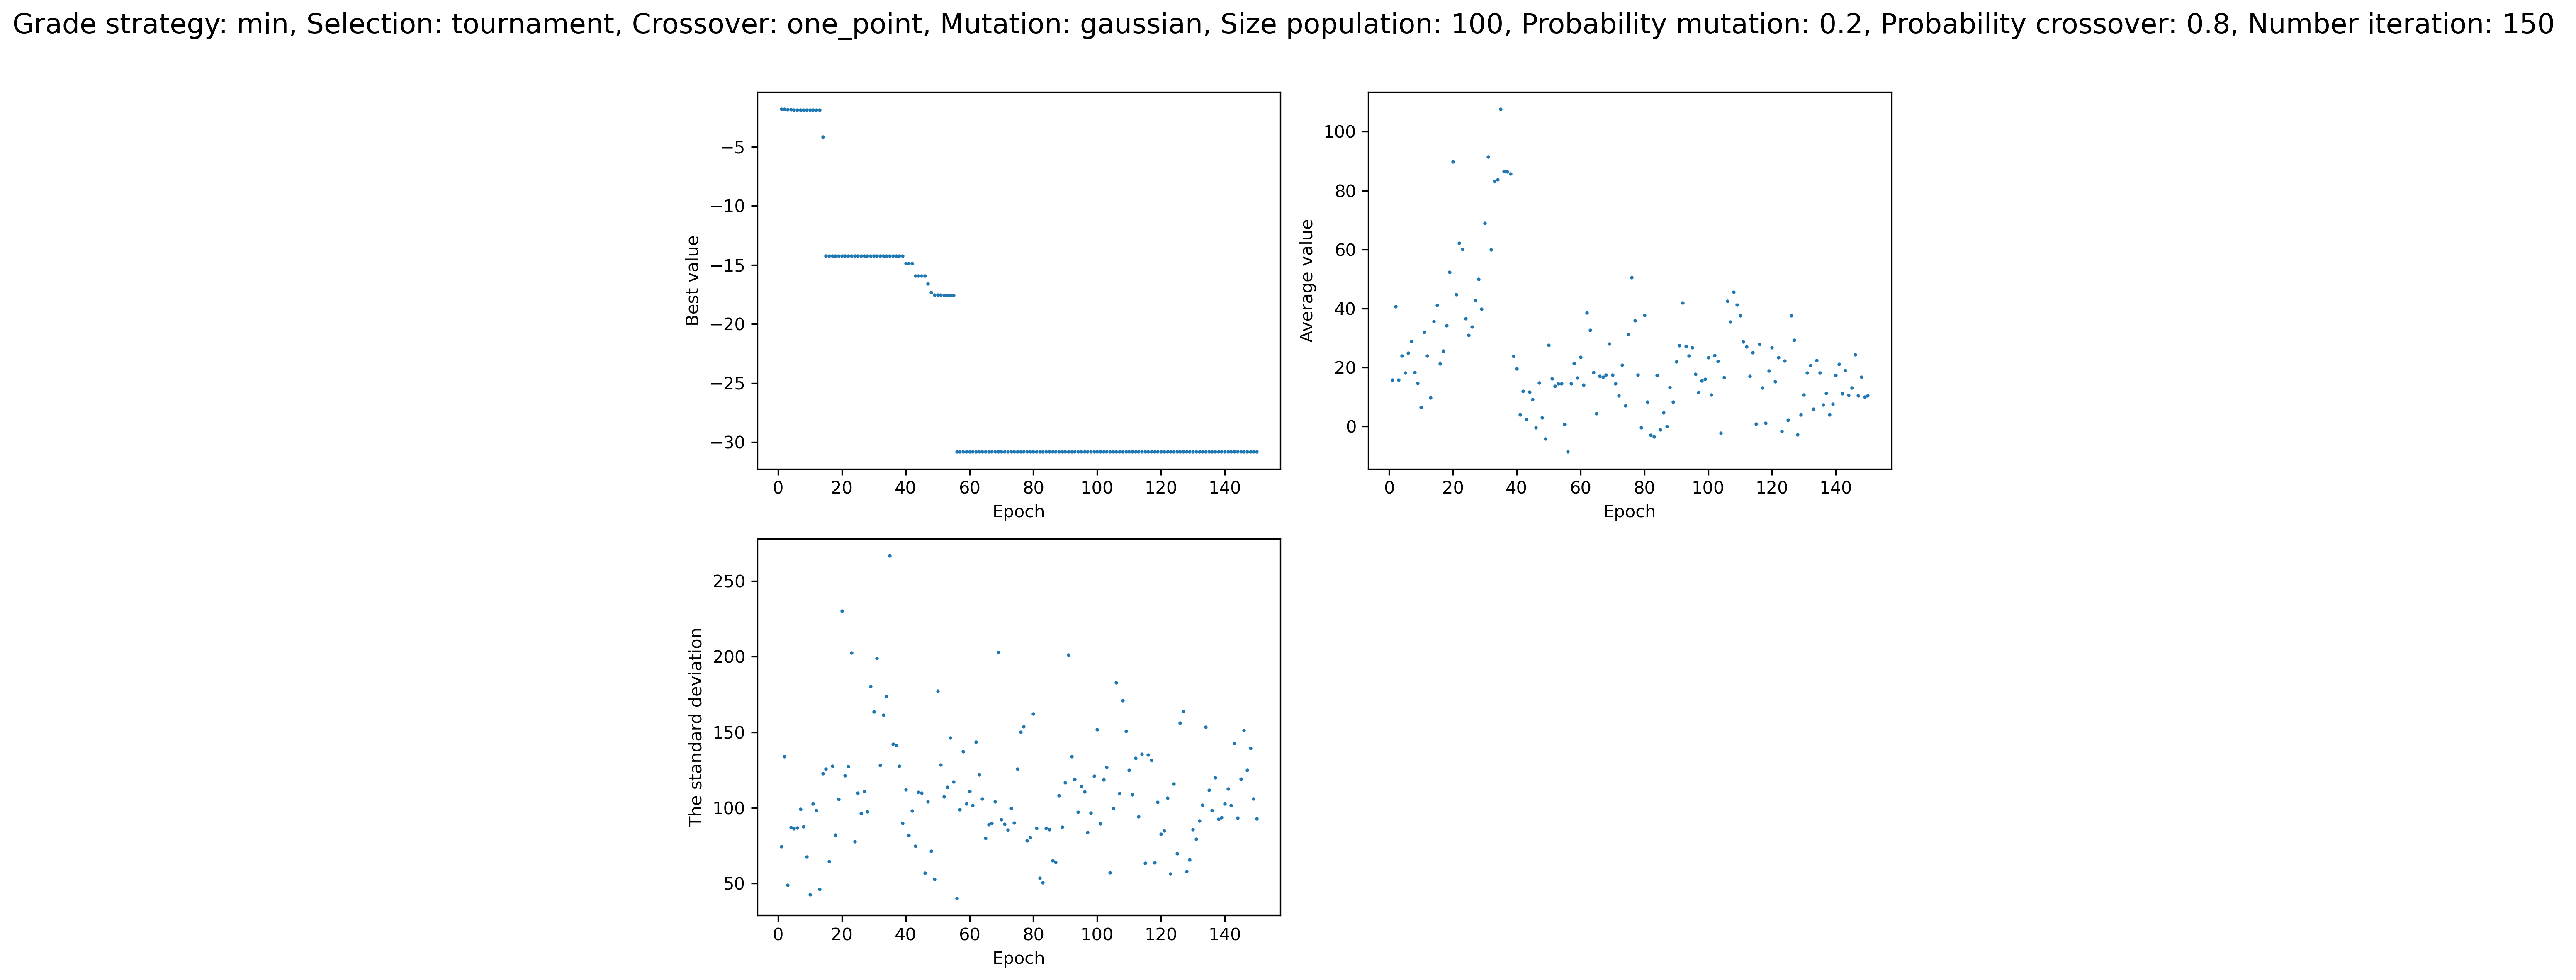 Grade strategy: min, Selection: tournament, Crossover: one_point, Mutation: gaussian, Size population: 100, Probability mutation: 0.2, Probability crossover: 0.8, Number iteration: 150
Best value
−5
−10
−15
−20
−25
−30
0 20 40 60 80 100 120 140
Epoch
Average value
100
80
60
40
20
0
0 20 40 60 80 100 120 140
Epoch
The standard deviation
250
200
150
100
50
0 20 40 60 80 100 120 140
Epoch